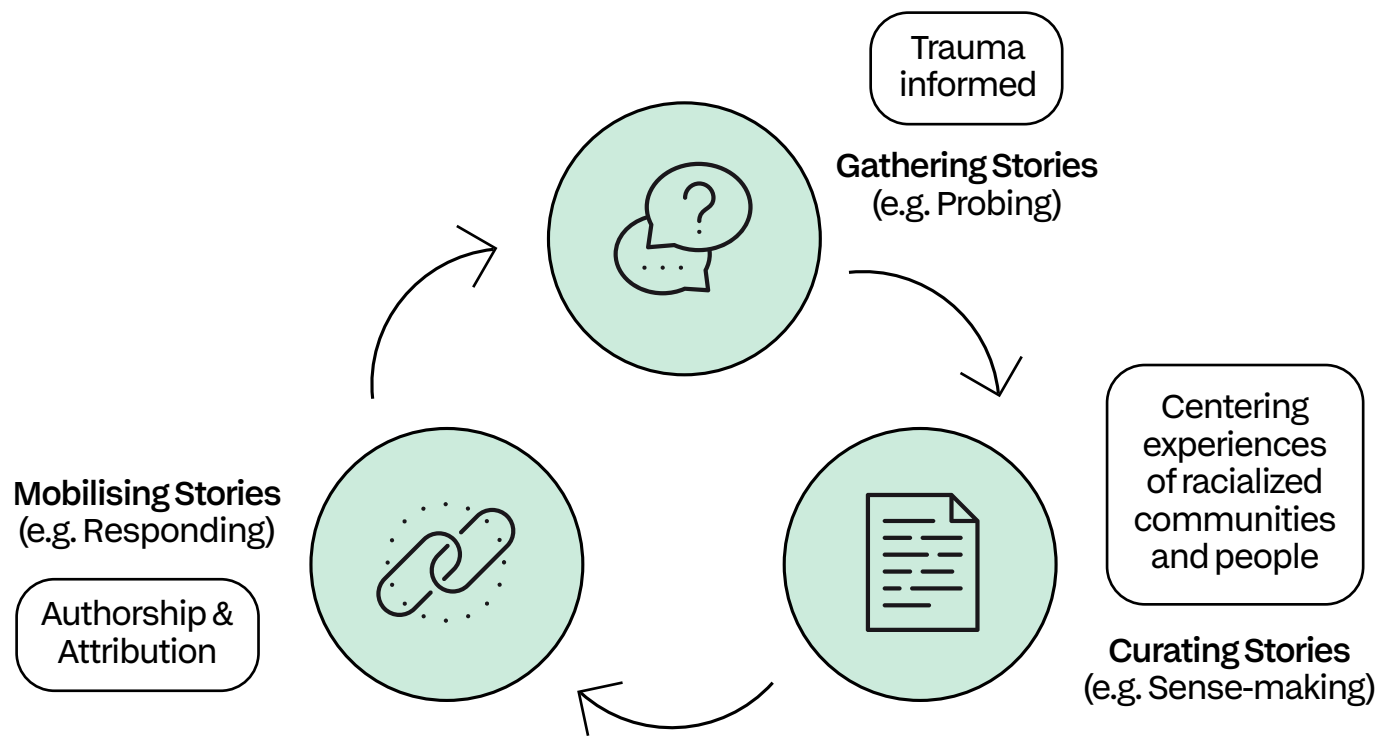 Trauma
informed
Gathering Stories
(e.g. Probing)
Centering
experiences
of racialized
communities
and people
Curating Stories
(e.g. Sense-making)
Mobilising Stories
(e.g. Responding)
Authorship &
Attribution